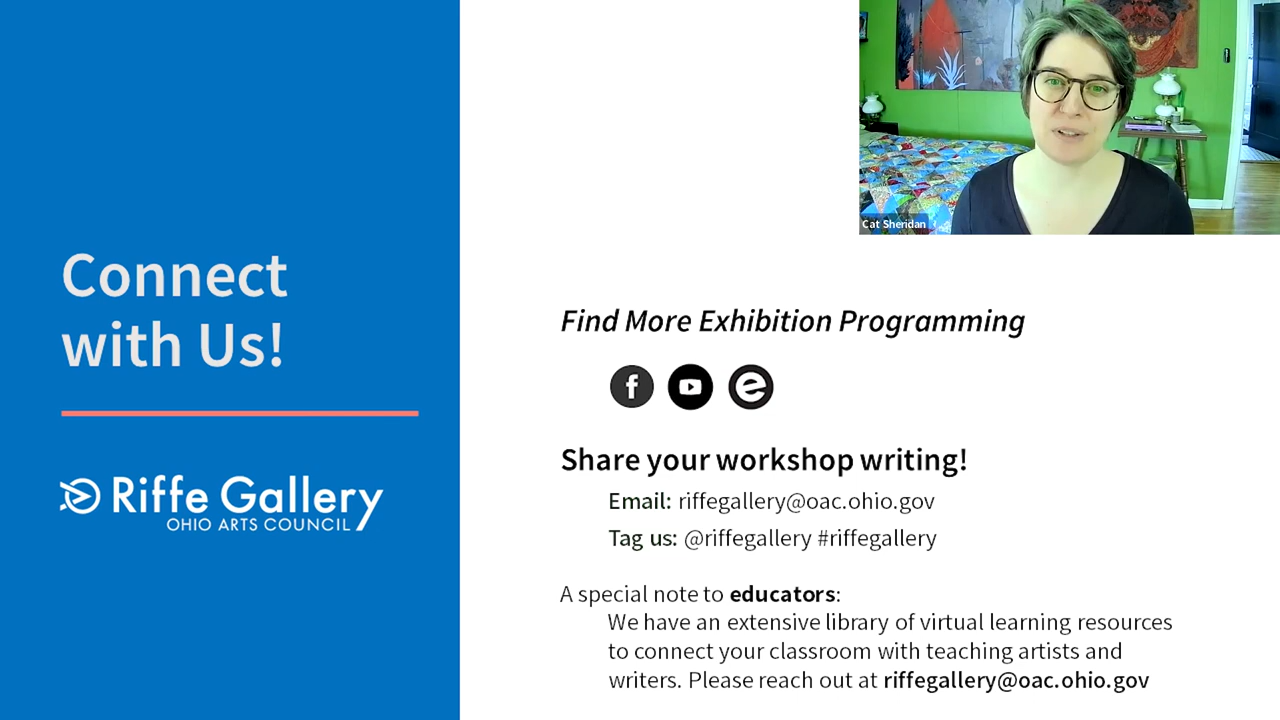 Cat Sheridan
Connect
with Us!
Riffe Gallery
OHIO ARTS COUNCIL
Find More Exhibition Programming
Share your workshop writing!
Email: riffegallery@oac.ohio.gov
Tag us: @riffegallery #riffegallery
A special note to educators:
We have an extensive library of virtual learning resources
to connect your classroom with teaching artists and
writers. Please reach out at riffegallery@oac.ohio.gov